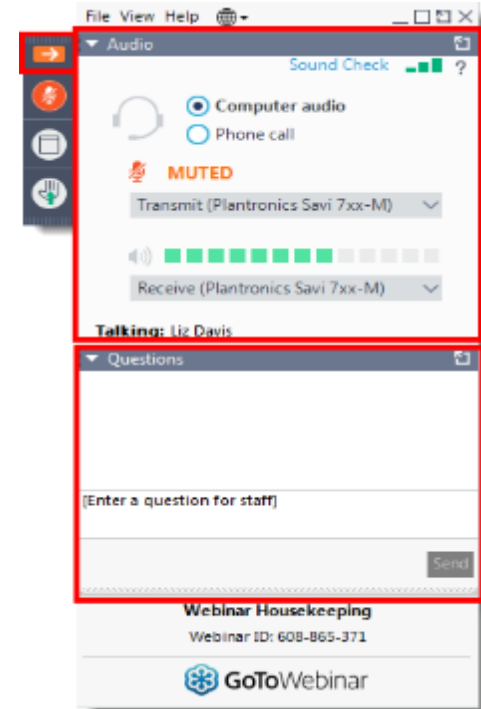 File View Help
Audio
Sound Check ?
Computer audio
Phone call
MUTED
Transmit (Plantronics Savi 7xx-M)
Receive (Plantronics Savi 7xx-M)
Talking: Liz Davis
Questions
[Enter a question for staff]
Send
Webinar Housekeeping
Webinar ID: 608-865-371
GoToWebinar